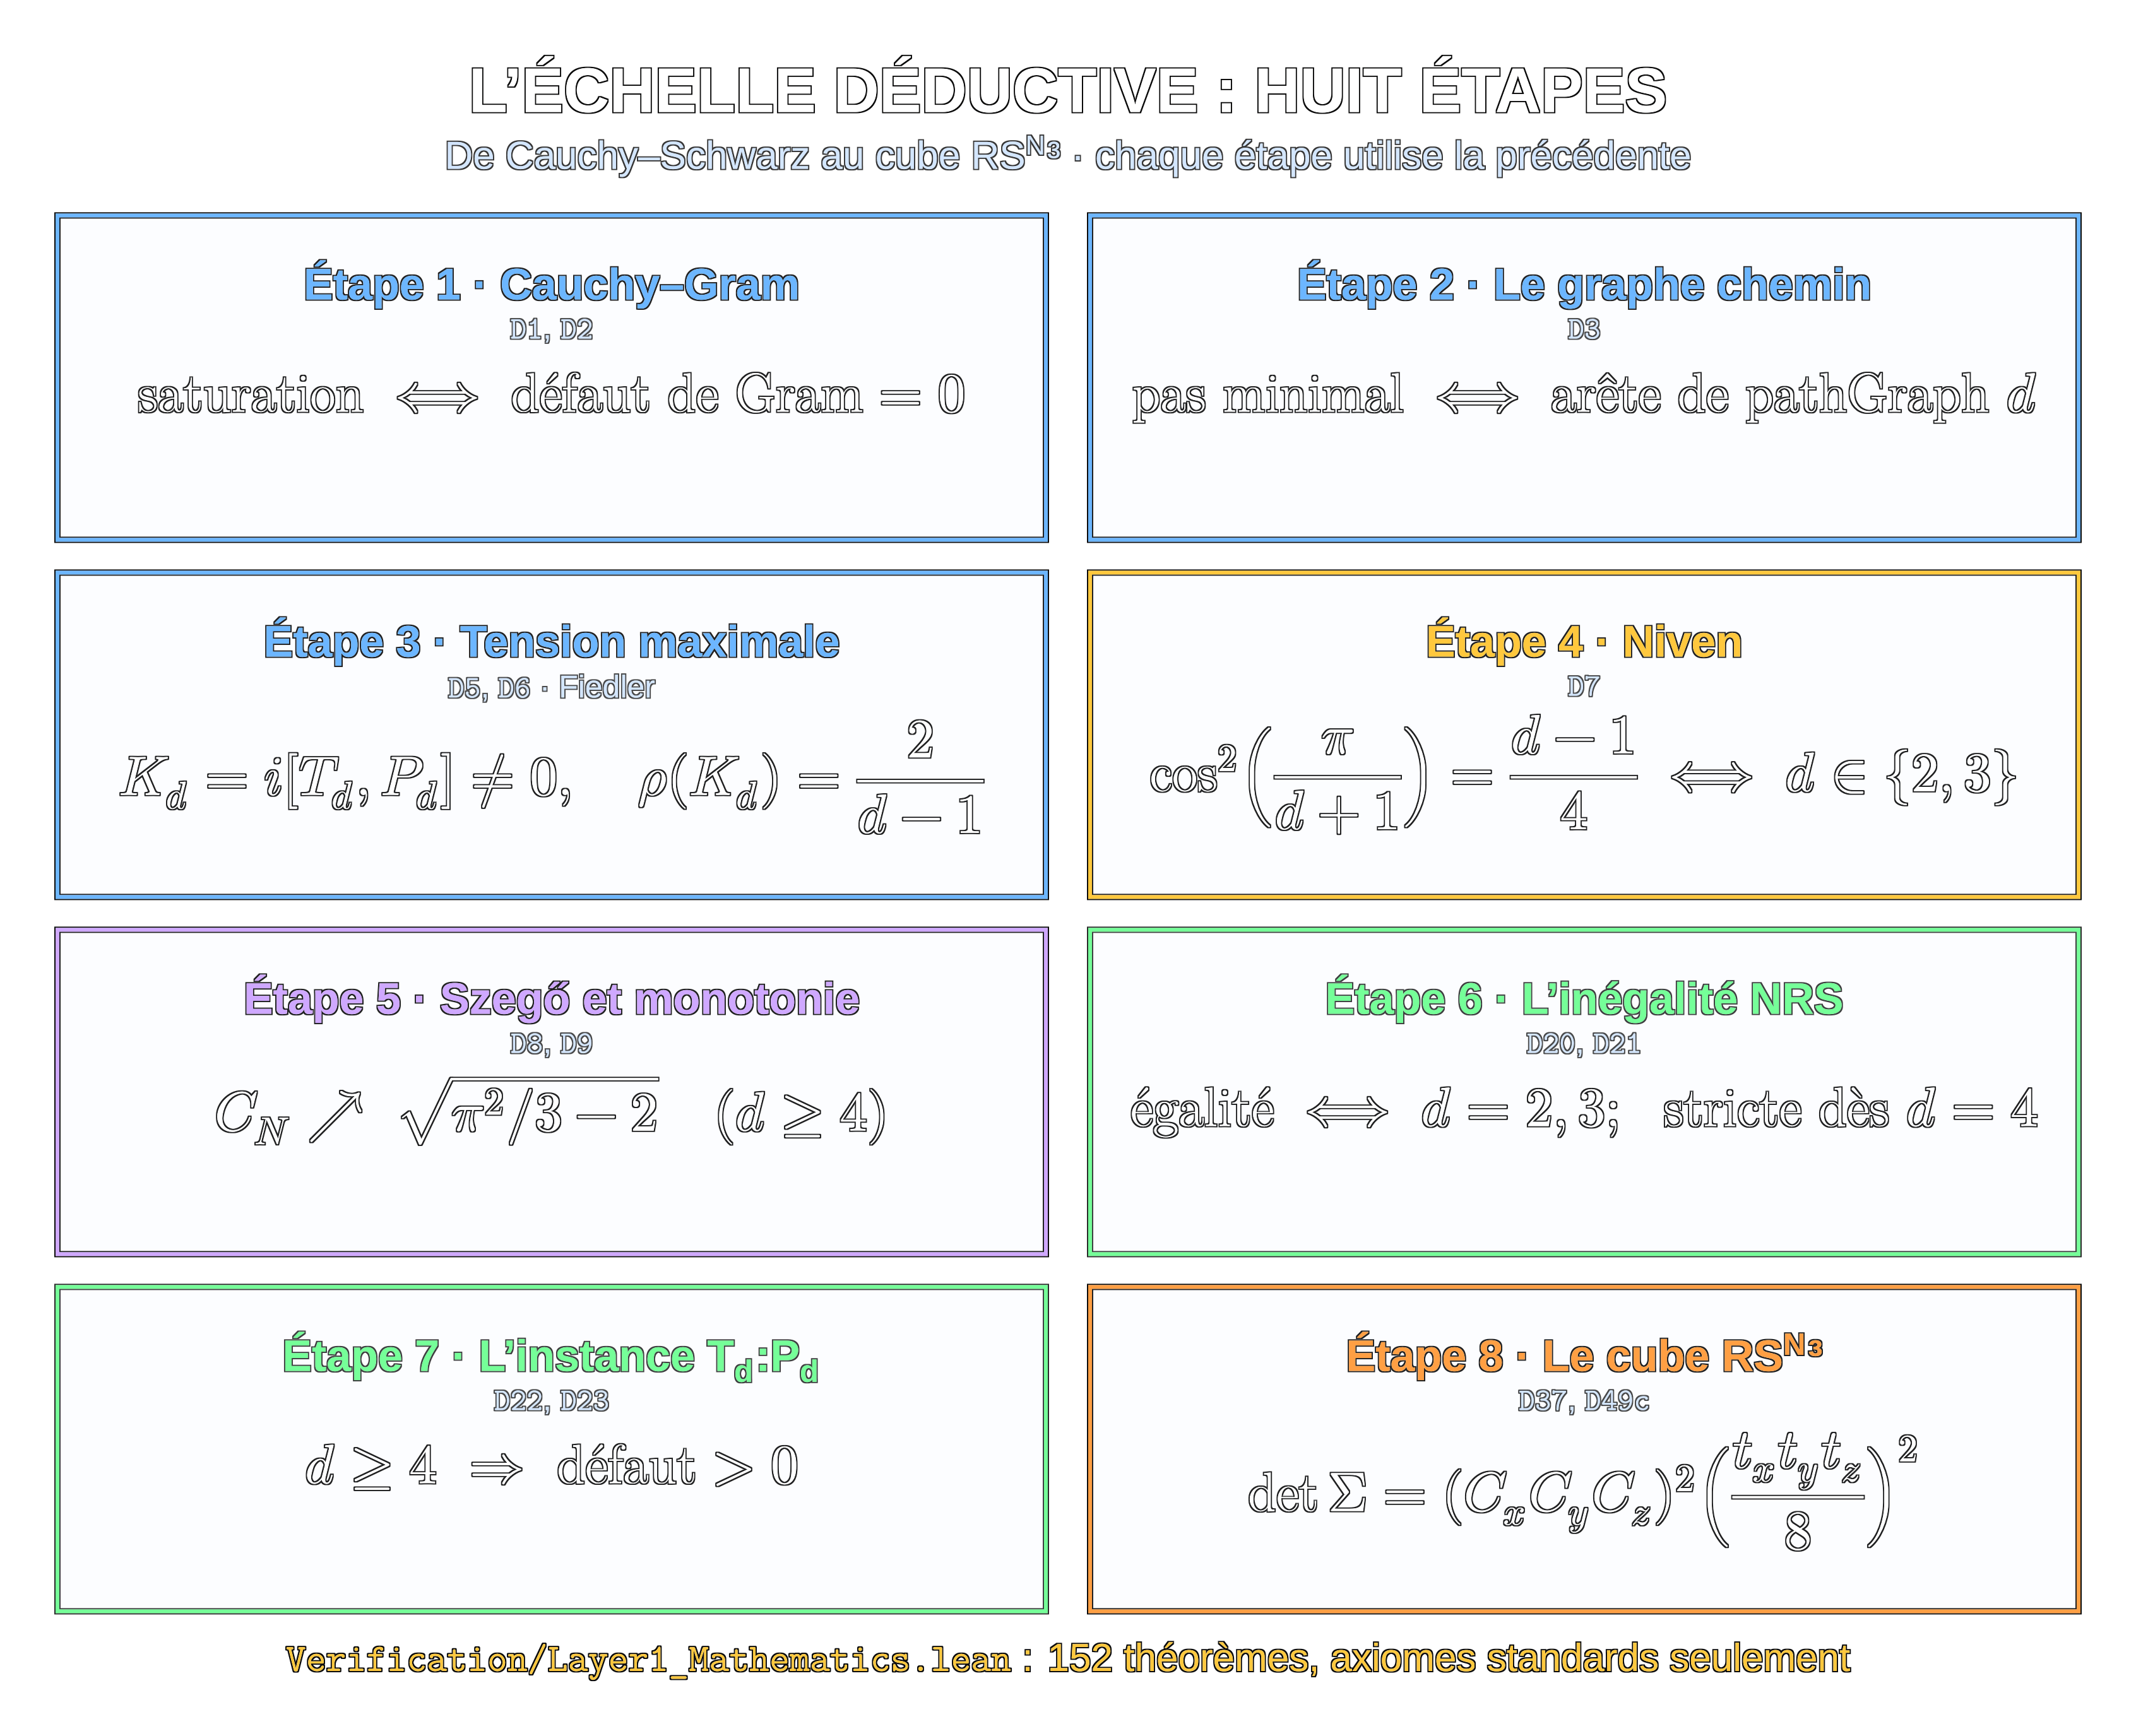 L’ÉCHELLE DÉDUCTIVE : HUIT ÉTAPES
De Cauchy–Schwarz au cube RS^N₃ · chaque étape utilise la précédente
Étape 1 · Cauchy–Gram
D1, D2
saturation ⟺ défaut de Gram = 0
Étape 2 · Le graphe chemin
D3
pas minimal ⟺ arête de pathGraph d
Étape 3 · Tension maximale
D5, D6 · Fiedler
K_d = i[T_d, P_d] ≠ 0, ρ(K_d) = 2/(d − 1)
Étape 4 · Niven
D7
cos²(π/(d + 1)) = (d − 1)/4 ⟺ d ∈ {2, 3}
Étape 5 · Szegő et monotonie
D8, D9
C_N ↗ √(π²/3 − 2) (d ≥ 4)
Étape 6 · L’inégalité NRS
D20, D21
égalité ⟺ d = 2, 3; stricte dès d = 4
Étape 7 · L’instance T_d:P_d
D22, D23
d ≥ 4 ⇒ défaut > 0
Étape 8 · Le cube RS^N₃
D37, D49c
det Σ = (C_x C_y C_z)² (t_x t_y t_z / 8)²
Verification/Layer1_Mathematics.lean : 152 théorèmes, axiomes standards seulement